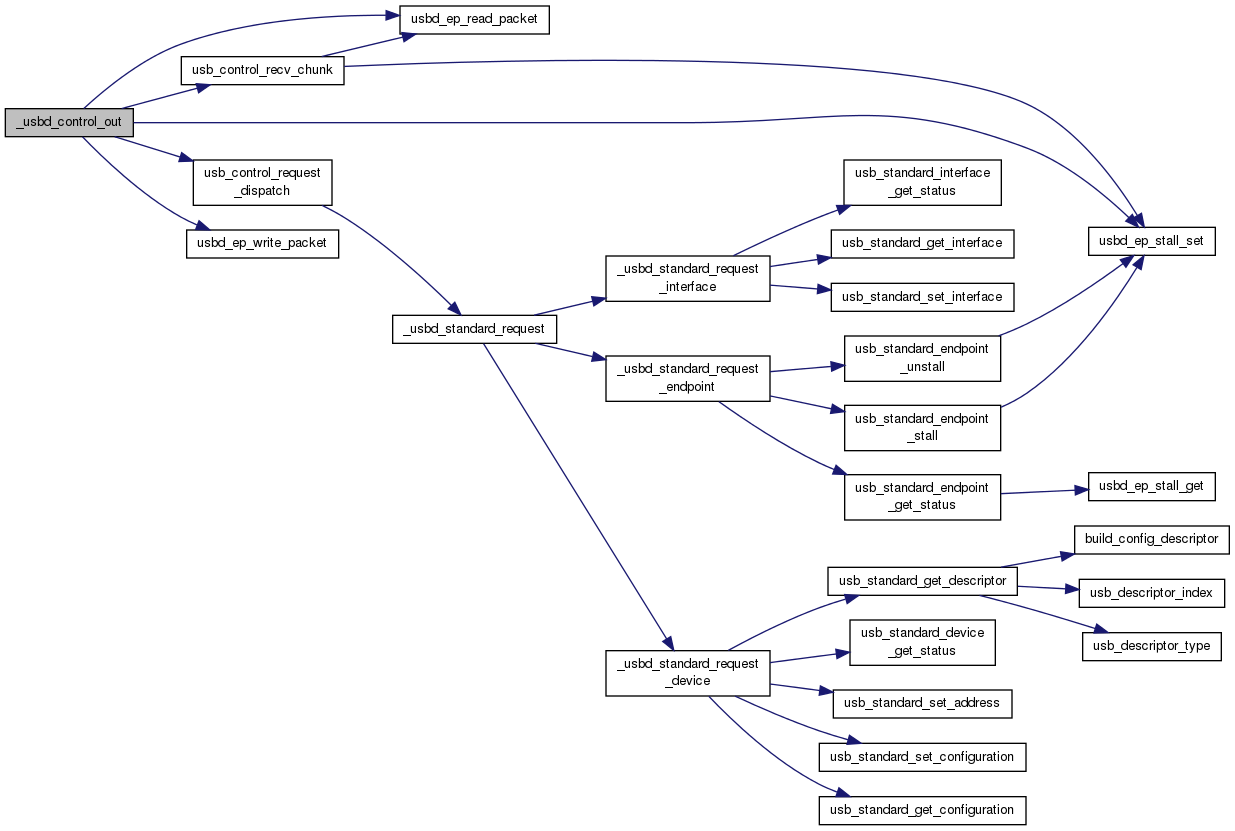 usbd_ep_read_packet
usb_control_recv_chunk
_usbd_control_out
usb_control_request
_dispatch
usbd_ep_write_packet
usb_standard_interface
_get_status
usb_standard_get_interface
usbd_ep_stall_set
_usbd_standard_request
_interface
usb_standard_set_interface
_usbd_standard_request
usb_standard_endpoint
_unstall
_usbd_standard_request
_endpoint
usb_standard_endpoint
_stall
usb_standard_endpoint
_get_status
usbd_ep_stall_get
build_config_descriptor
usb_standard_get_descriptor
usb_descriptor_index
usb_standard_device
_get_status
usb_descriptor_type
_usbd_standard_request
_device
usb_standard_set_address
usb_standard_set_configuration
usb_standard_get_configuration